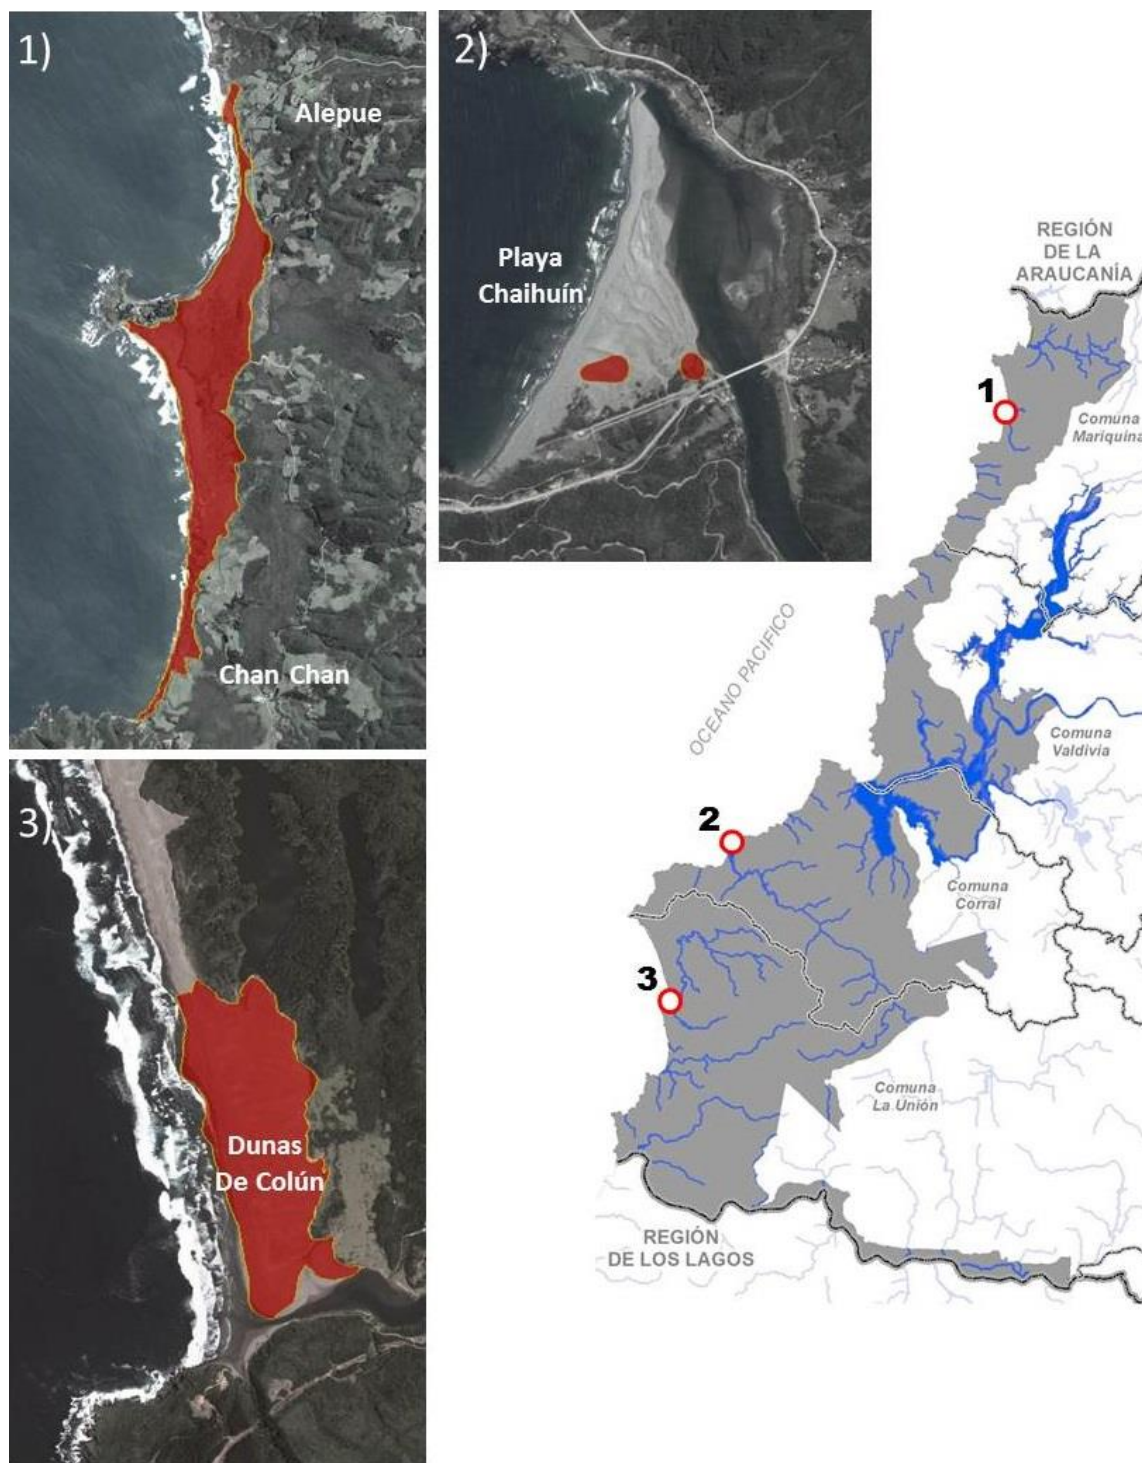 1)
Alepue
Chan Chan
2)
Playa
Chaihuín
3)
Dunas
De Colún
REGIÓN
DE LA
ARAUCANÍA
1
Comuna
Mariquina
OCEANO PACIFICO
Comuna
Valdivia
2
Comuna
Corral
3
Comuna
La Unión
REGIÓN
DE LOS LAGOS